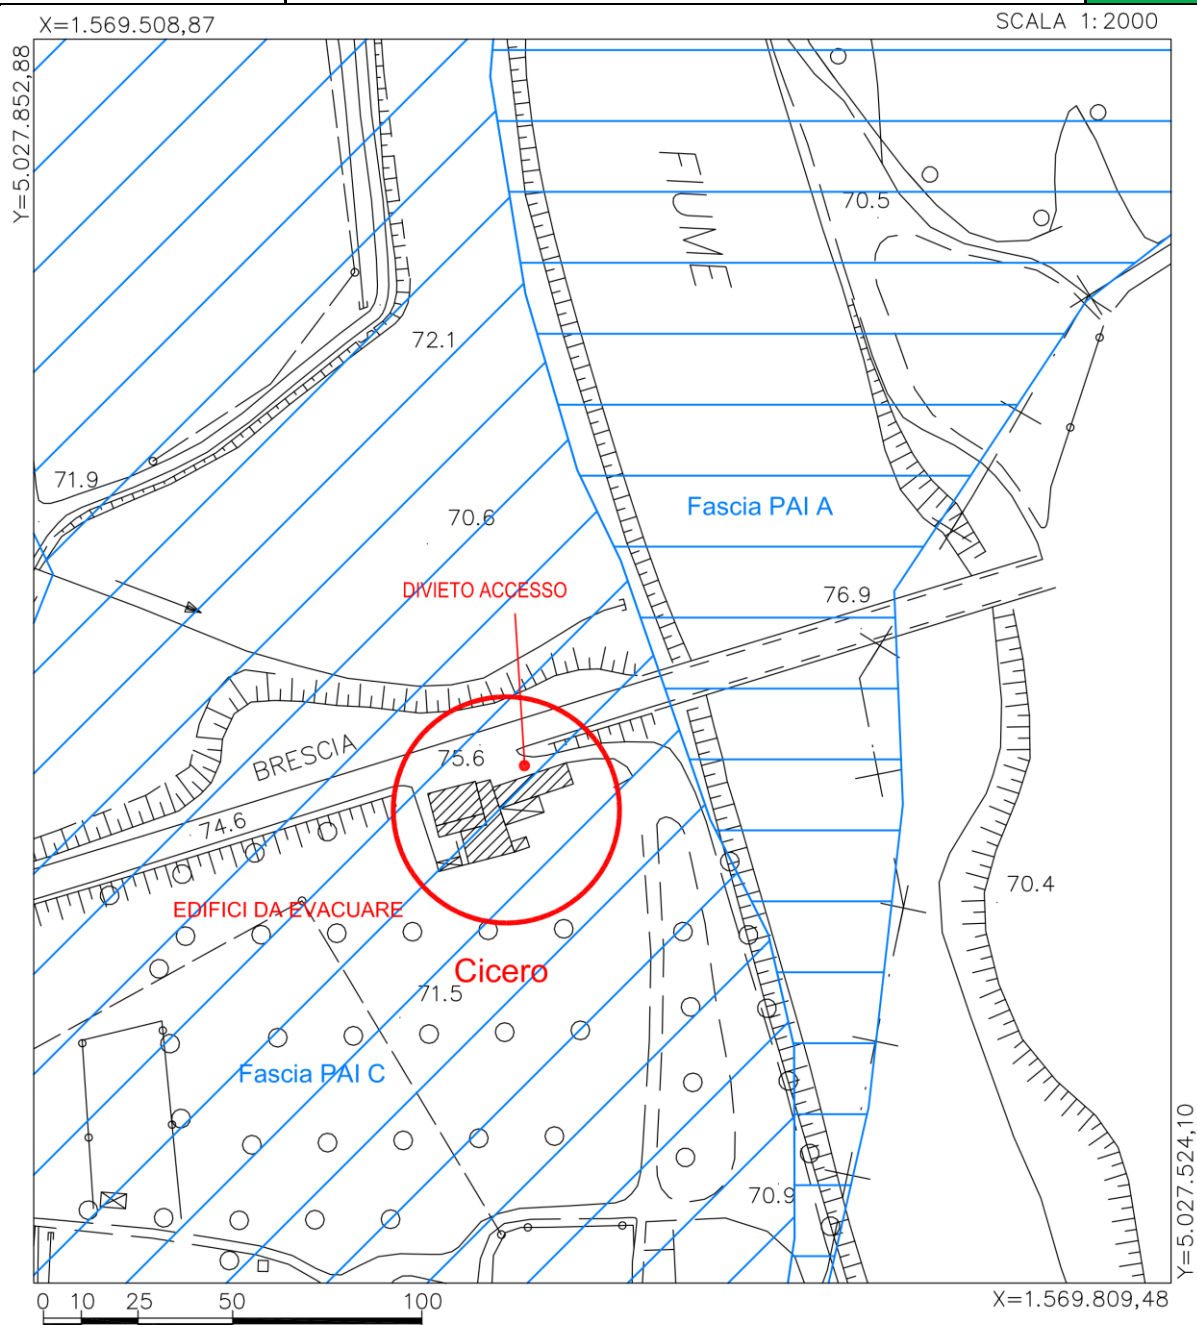 X=1.569.508,87
SCALA 1:2000
Y=5.027.852,88
FIUME
70.5
72.1
71.9
70.6
Fascia PAI A
DIVIETO ACCESSO
76.9
BRESCIA
75.6
74.6
70.4
EDIFICI DA EVACUARE
Cicero
71.5
Fascia PAI C
70.9
Y=5.027.524,10
X=1.569.809,48
0 10 25 50 100